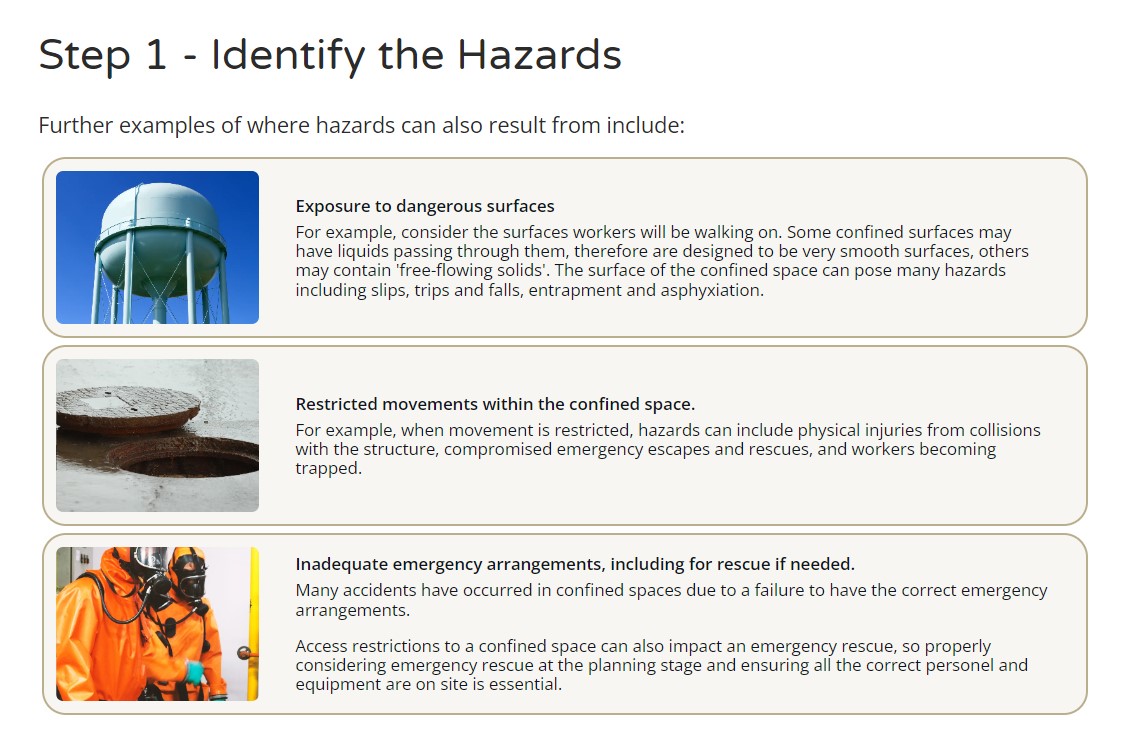 Step 1 - Identify the Hazards
Further examples of where hazards can also result from include:
Exposure to dangerous surfaces
For example, consider the surfaces workers will be walking on. Some confined surfaces may
have liquids passing through them, therefore are designed to be very smooth surfaces, others
may contain 'free-flowing solids'. The surface of the confined space can pose many hazards
including slips, trips and falls, entrapment and asphyxiation.
Restricted movements within the confined space.
For example, when movement is restricted, hazards can include physical injuries from collisions
with the structure, compromised emergency escapes and rescues, and workers becoming
trapped.
Inadequate emergency arrangements, including for rescue if needed.
Many accidents have occurred in confined spaces due to a failure to have the correct emergency
arrangements.
Access restrictions to a confined space can also impact an emergency rescue, so properly
considering emergency rescue at the planning stage and ensuring all the correct personel and
equipment are on site is essential.